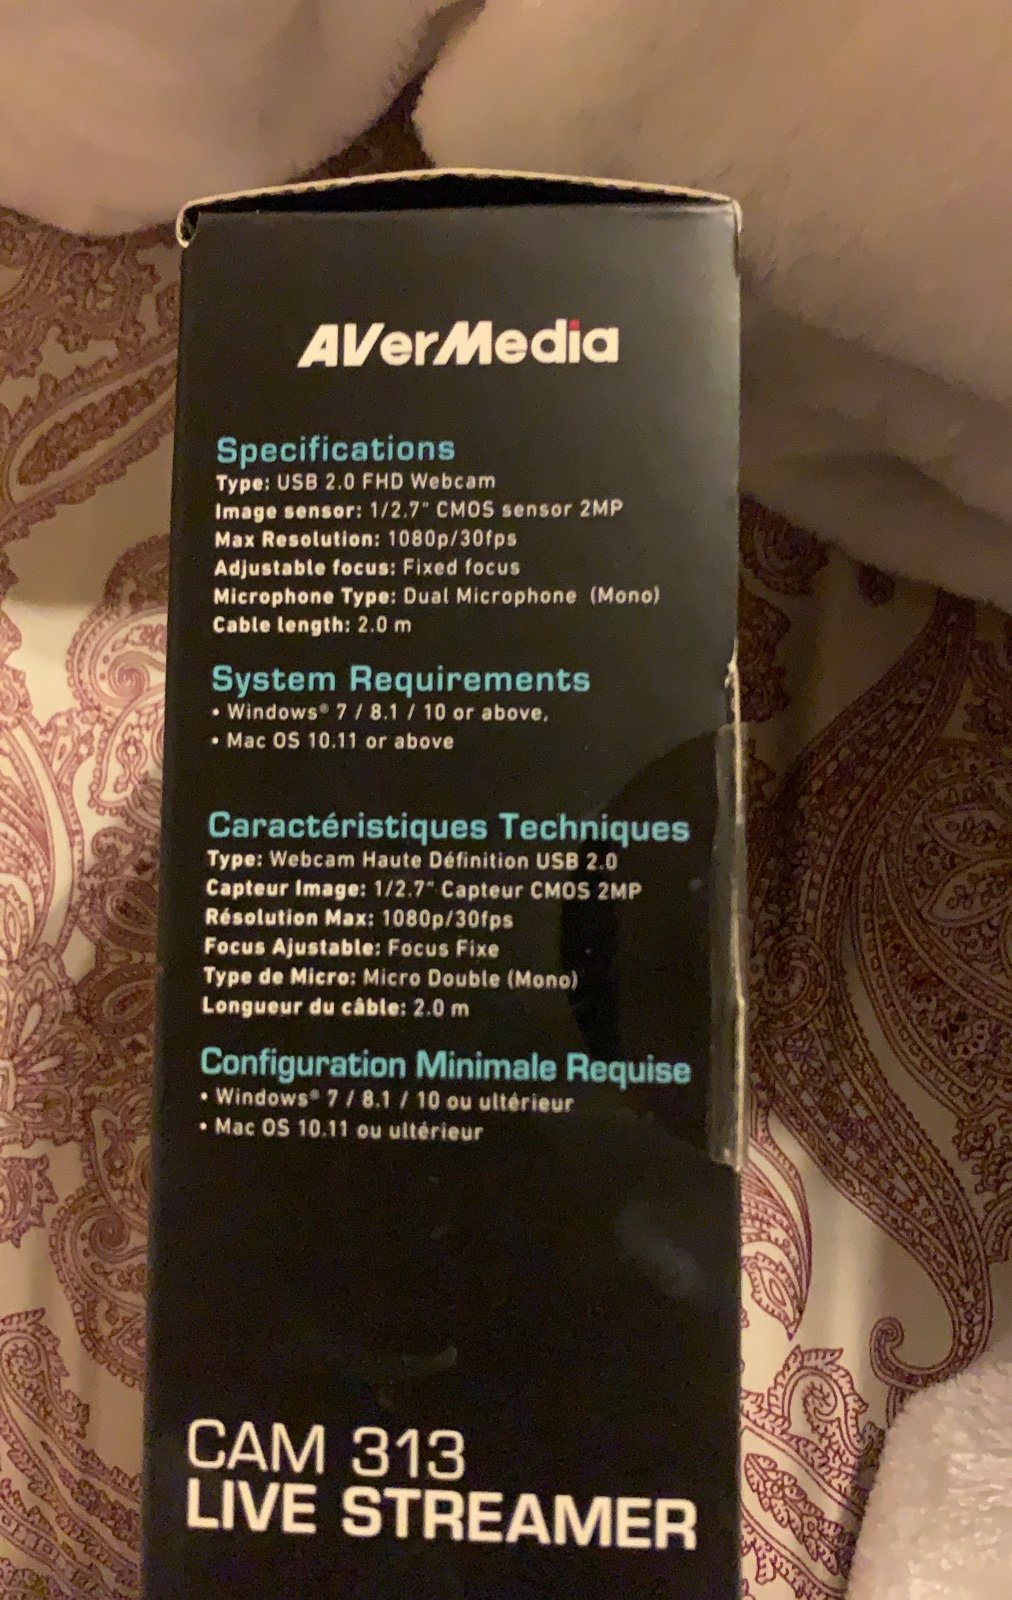 AVerMedia
Specifications
Type: USB 2.0 FHD Webcam
Image sensor: 1/2.7" CMOS sensor 2MP
Max Resolution: 1080p/30fps
Adjustable focus: Fixed focus
Microphone Type: Dual Microphone (Mono)
Cable length: 2.0 m
System Requirements
• Windows® 7 / 8.1 / 10 or above,
• Mac OS 10.11 or above
Caractéristiques Techniques
Type: Webcam Haute Définition USB 2.0
Capteur Image: 1/2.7" Capteur CMOS 2MP
Résolution Max: 1080p/30fps
Focus Ajustable: Focus Fixe
Type de Micro: Micro Double (Mono)
Longueur du câble: 2.0 m
Configuration Minimale Requise
• Windows® 7 / 8.1 / 10 ou ultérieur
• Mac OS 10.11 ou ultérieur
CAM 313
LIVE STREAMER